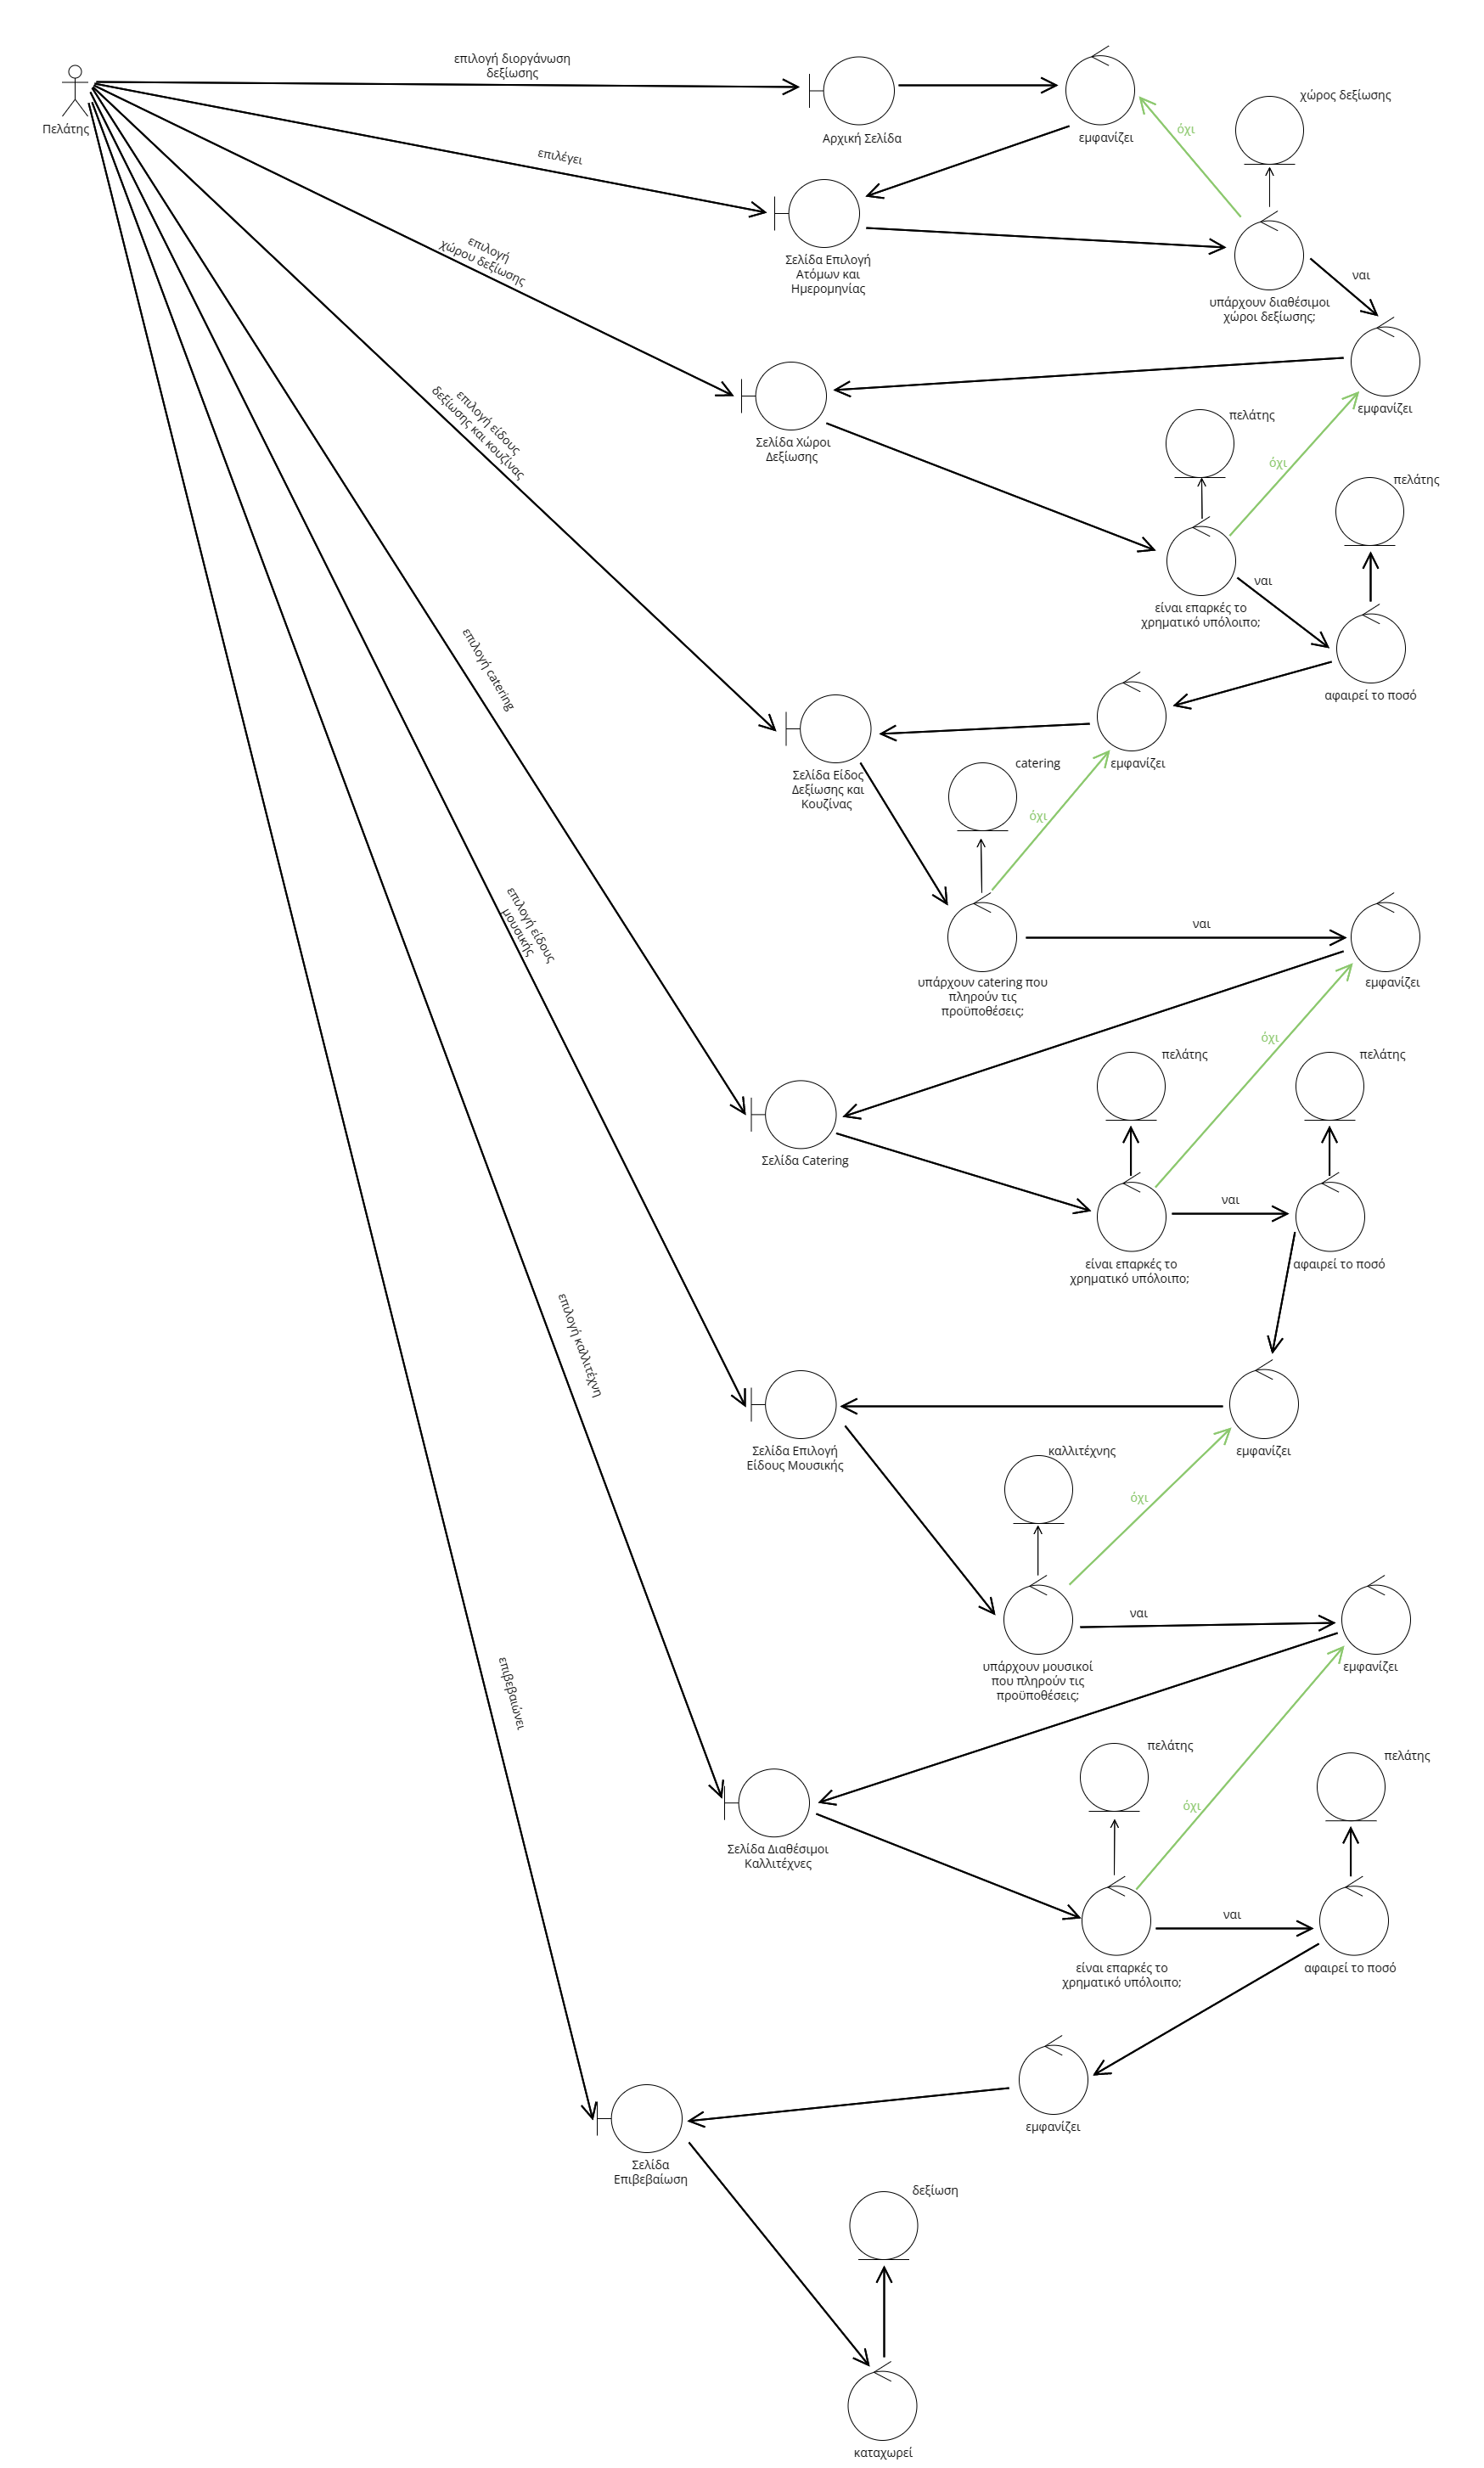 επιλογή διοργάνωση
δεξίωσης
Πελάτης
Αρχική Σελίδα
εμφανίζει
χώρος δεξίωσης
όχι
επιλέγει
Σελίδα Επιλογή
Ατόμων και
Ημερομηνίας
υπάρχουν διαθέσιμοι
χώροι δεξίωσης;
ναι
επιλογή
χώρου δεξίωσης
εμφανίζει
Σελίδα Χώροι
Δεξίωσης
πελάτης
όχι
πελάτης
επιλογή είδους
δεξίωσης και κουζίνας
είναι επαρκές το
χρηματικό υπόλοιπο;
ναι
αφαιρεί το ποσό
επιλογή catering
εμφανίζει
Σελίδα Είδος
Δεξίωσης και
Κουζίνας
catering
όχι
υπάρχουν catering που
πληρούν τις
προϋποθέσεις;
ναι
εμφανίζει
επιλογή είδους
μουσικής
όχι
πελάτης
πελάτης
Σελίδα Catering
ναι
είναι επαρκές το
χρηματικό υπόλοιπο;
αφαιρεί το ποσό
επιλογή καλλιτέχνη
Σελίδα Επιλογή
Είδους Μουσικής
καλλιτέχνης
εμφανίζει
όχι
ναι
υπάρχουν μουσικοί
που πληρούν τις
προϋποθέσεις;
εμφανίζει
επιβεβαιώνει
πελάτης
πελάτης
όχι
Σελίδα Διαθέσιμοι
Καλλιτέχνες
ναι
είναι επαρκές το
χρηματικό υπόλοιπο;
αφαιρεί το ποσό
εμφανίζει
Σελίδα
Επιβεβαίωση
δεξίωση
καταχωρεί